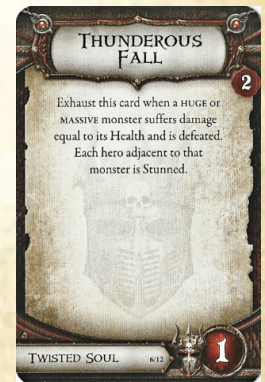 THUNDEROUS
FALL
2
Exhaust this card when a HUGE or
MASSIVE monster suffers damage
equal to its Health and is defeated.
Each hero adjacent to that
monster is Stunned.
TWISTED SOUL 6/12 1